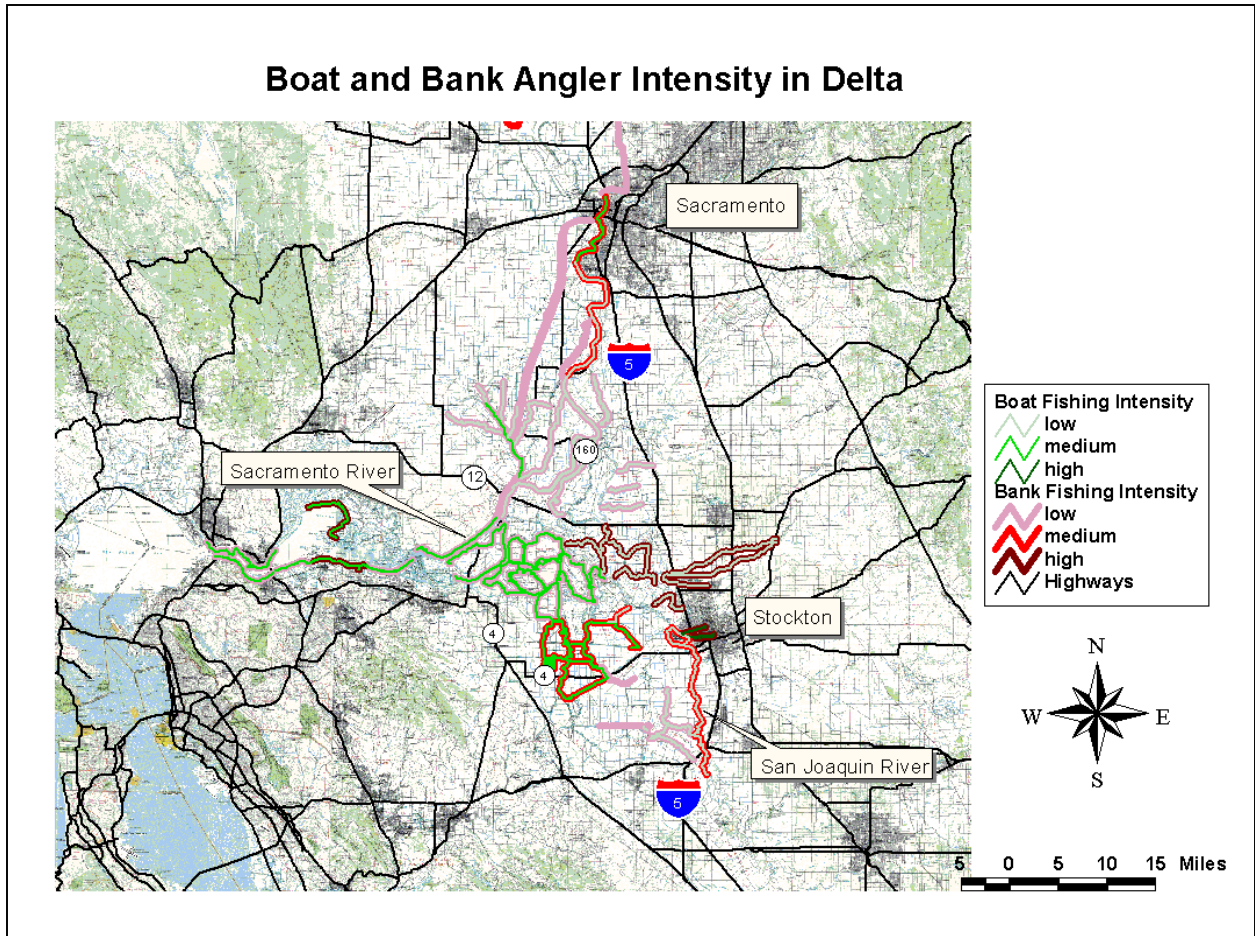 Boat and Bank Angler Intensity in Delta
Sacramento
5
160
Sacramento River
12
Boat Fishing Intensity
low
medium
high
Bank Fishing Intensity
low
medium
high
Highways
4
Stockton
4
San Joaquin River
5
N
W E
S
5 0 5 10 15 Miles